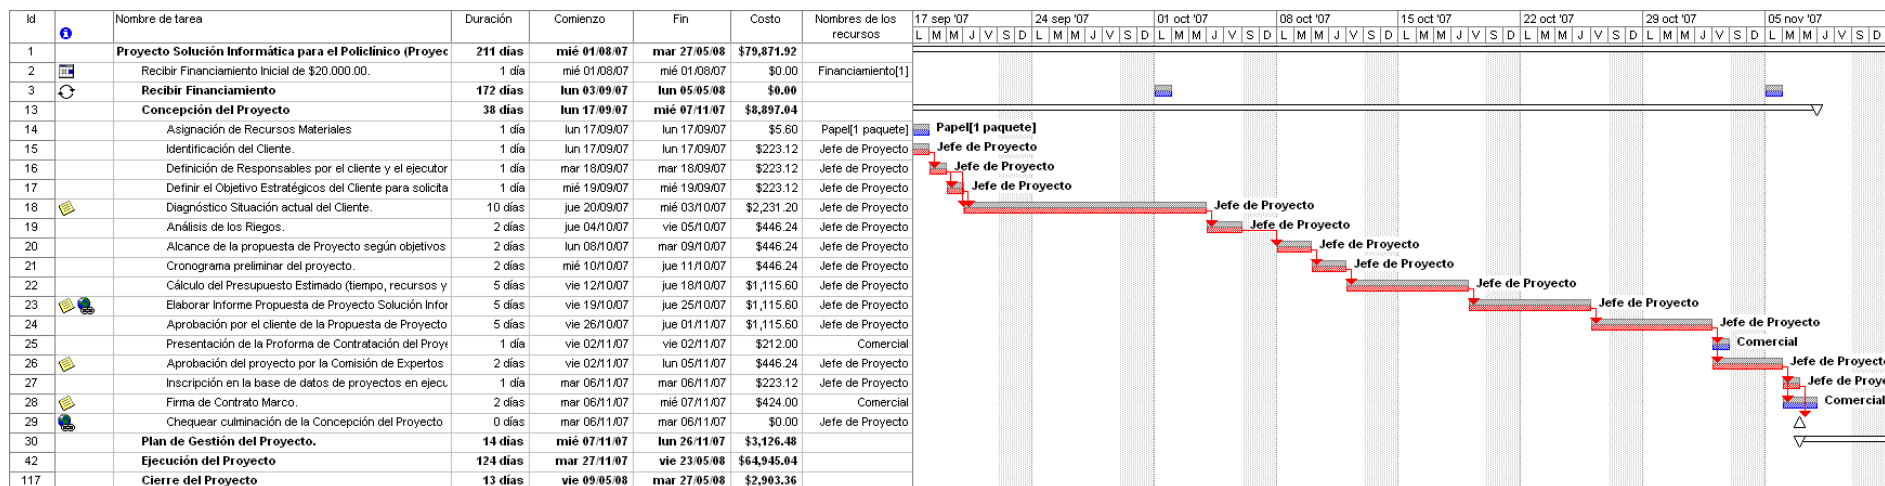 Id Nombre de tarea Duración Comienzo Fin Costo Nombres de los recursos 17 sep '07 24 sep '07 01 oct '07 08 oct '07 15 oct '07 22 oct '07 29 oct '07 05 nov '07
L M M J V S D L M M J V S D L M M J V S D L M M J V S D L M M J V S D L M M J V S D L M M J V S D L M M J V S D
1 Proyecto Solución Informática para el Policlínico (Proyec 211 días mié 01/08/07 mar 27/05/08 $79,871.92
2 Recibir Financiamiento Inicial de $20.000.00. 1 día mié 01/08/07 mié 01/08/07 $0.00 Financiamiento[1]
3 Recibir Financiamiento 172 días lun 03/09/07 lun 05/05/08 $0.00
13 Concepción del Proyecto 38 días lun 17/09/07 mié 07/11/07 $8,897.04
14 Asignación de Recursos Materiales 1 día lun 17/09/07 lun 17/09/07 $5.60 Papel[1 paquete] Papel[1 paquete]
15 Identificación del Cliente. 1 día lun 17/09/07 lun 17/09/07 $223.12 Jefe de Proyecto Jefe de Proyecto
16 Definición de Responsables por el cliente y el ejecutor 1 día mar 18/09/07 mar 18/09/07 $223.12 Jefe de Proyecto Jefe de Proyecto
17 Definir el Objetivo Estratégicos del Cliente para solicita 1 día mié 19/09/07 mié 19/09/07 $223.12 Jefe de Proyecto Jefe de Proyecto
18 Diagnóstico Situación actual del Cliente. 10 días jue 20/09/07 mié 03/10/07 $2,231.20 Jefe de Proyecto Jefe de Proyecto
19 Análisis de los Riegos. 2 días jue 04/10/07 vie 05/10/07 $446.24 Jefe de Proyecto Jefe de Proyecto
20 Alcance de la propuesta de Proyecto según objetivos 2 días lun 08/10/07 mar 09/10/07 $446.24 Jefe de Proyecto Jefe de Proyecto
21 Cronograma preliminar del proyecto. 2 días mié 10/10/07 jue 11/10/07 $446.24 Jefe de Proyecto Jefe de Proyecto
22 Cálculo del Presupuesto Estimado (tiempo, recursos y 5 días vie 12/10/07 jue 18/10/07 $1,115.60 Jefe de Proyecto Jefe de Proyecto
23 Elaborar Informe Propuesta de Proyecto Solución Infor 5 días vie 19/10/07 jue 25/10/07 $1,115.60 Jefe de Proyecto Jefe de Proyecto
24 Aprobación por el cliente de la Propuesta de Proyecto 5 días vie 26/10/07 jue 01/11/07 $1,115.60 Jefe de Proyecto Jefe de Proyecto
25 Presentación de la Proforma de Contratación del Proye 1 día vie 02/11/07 vie 02/11/07 $212.00 Comercial Comercial
26 Aprobación del proyecto por la Comisión de Expertos 2 días vie 02/11/07 lun 05/11/07 $446.24 Jefe de Proyecto Jefe de Proyect
27 Inscripción en la base de datos de proyectos en ejecu 1 día mar 06/11/07 mar 06/11/07 $223.12 Jefe de Proyecto Jefe de Proye
28 Firma de Contrato Marco. 2 días mar 06/11/07 mié 07/11/07 $424.00 Comercial Comercial
29 Chequear culminación de la Concepción del Proyecto 0 días mar 06/11/07 mar 06/11/07 $0.00 Jefe de Proyecto
30 Plan de Gestión del Proyecto. 14 días mié 07/11/07 lun 26/11/07 $3,126.48
42 Ejecución del Proyecto 124 días mar 27/11/07 vie 23/05/08 $64,945.04
117 Cierre del Proyecto 13 días vie 09/05/08 mar 27/05/08 $2,903.36